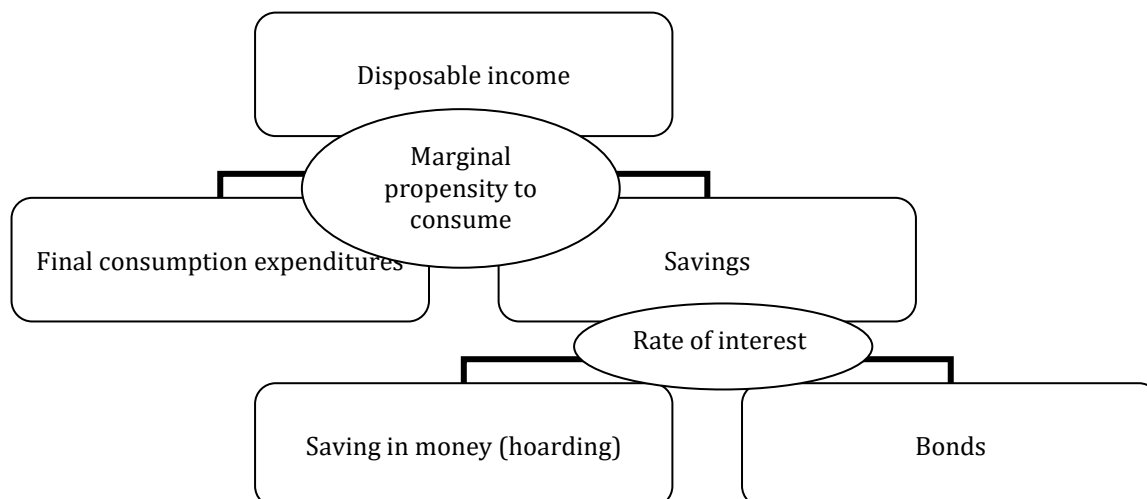 Disposable income
Marginal
propensity to
consume
Final consumption expenditures
Savings
Rate of interest
Saving in money (hoarding)
Bonds